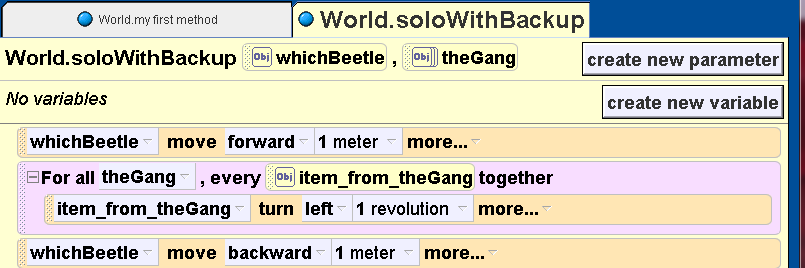 World.my first method
World.soloWithBackup
World.soloWithBackup Obj whichBeetle , Obj theGang create new parameter
No variables create new variable
whichBeetle move forward 1 meter more...
For all theGang , every Obj item_from_theGang together
item_from_theGang turn left 1 revolution more...
whichBeetle move backward 1 meter more...